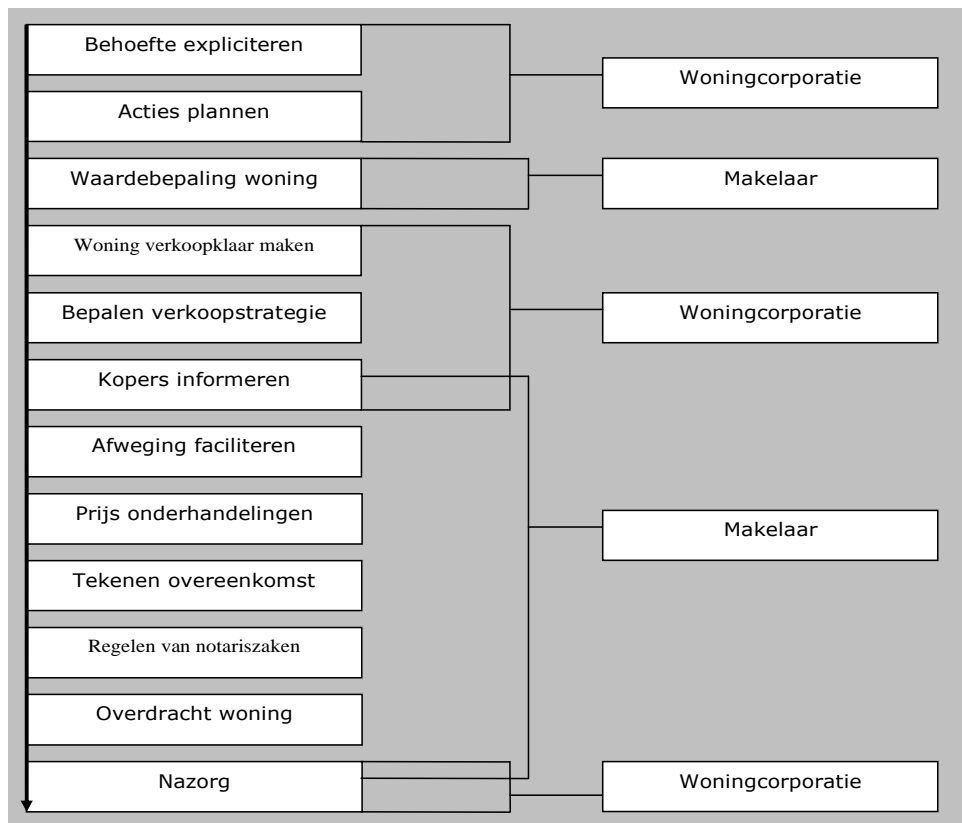 Behoefte expliciteren
Woningcorporatie
Acties plannen
Waardebepaling woning
Makelaar
Woning verkoopklaar maken
Bepalen verkoopstrategie
Woningcorporatie
Kopers informeren
Afweging faciliteren
Prijs onderhandelingen
Makelaar
Tekenen overeenkomst
Regelen van notariszaken
Overdracht woning
Nazorg
Woningcorporatie